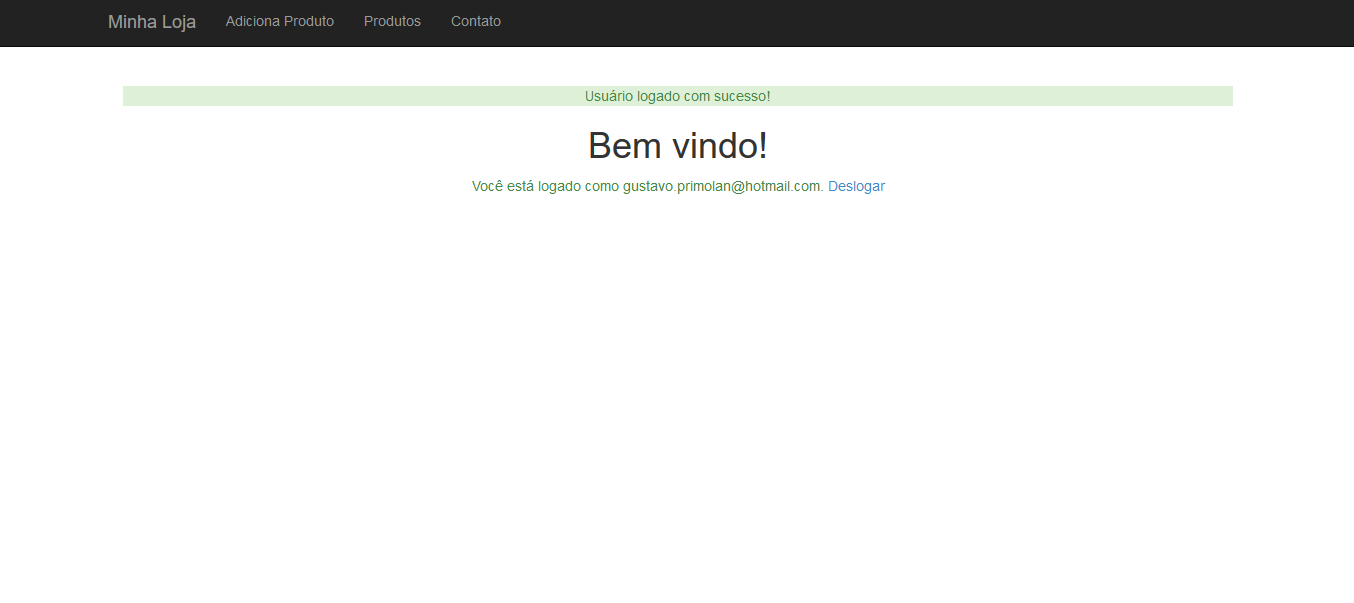 Minha Loja Adiciona Produto Produtos Contato
Usuário logado com sucesso!
Bem vindo!
Você está logado como gustavo.primolan@hotmail.com. Deslogar